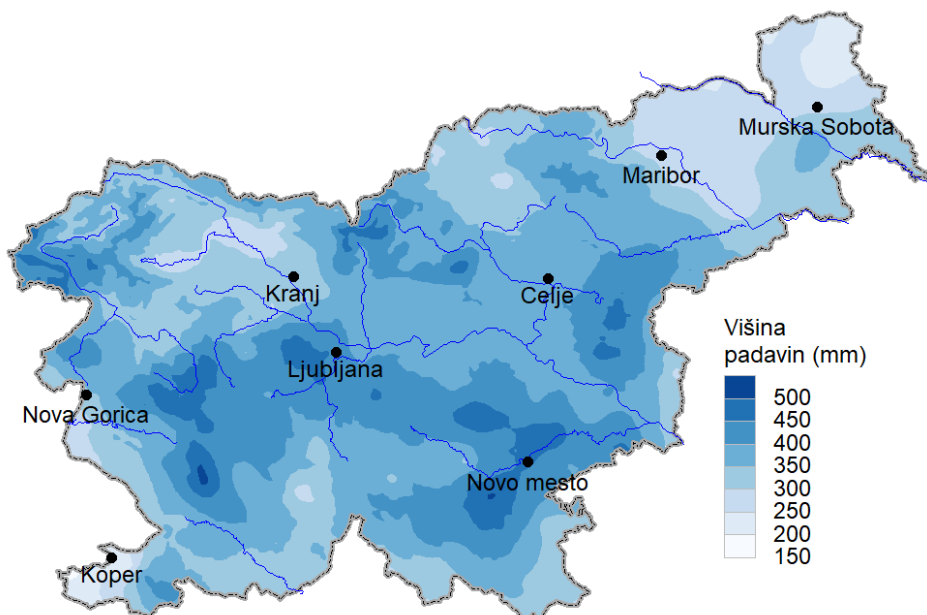 Murska Sobota
Maribor
Kranj
Celje
Ljubljana
Nova Gorica
Novo mesto
Koper
Višina
padavin (mm)
500
450
400
350
300
250
200
150